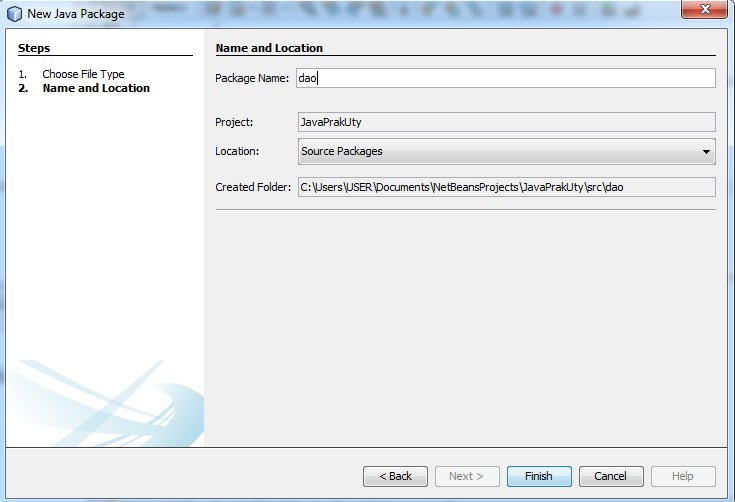 New Java Package
Steps
1. Choose File Type
2. Name and Location
Name and Location
Package Name: dao
Project: JavaPrakUty
Location: Source Packages
Created Folder: C:\Users\USER\Documents\NetBeansProjects\JavaPrakUty\src\dao
< Back Next > Finish Cancel Help